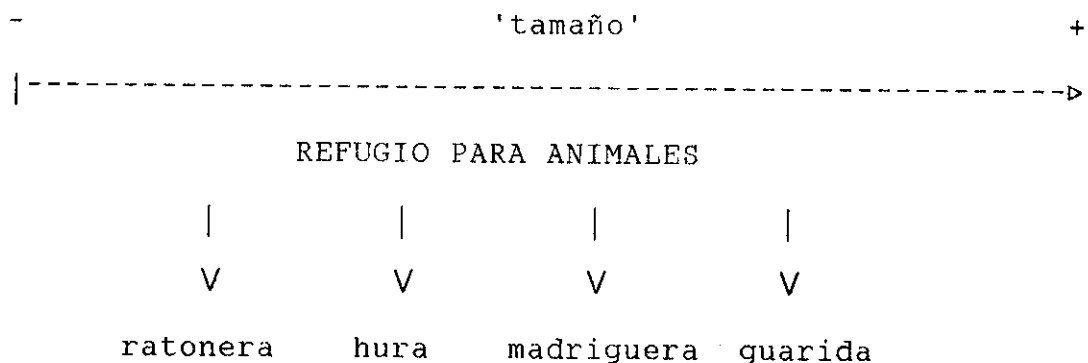 - 'tamaño' +
|------------------------------------------------------>
REFUGIO PARA ANIMALES
| | | |
V V V V
ratonera hura madriguera guarida